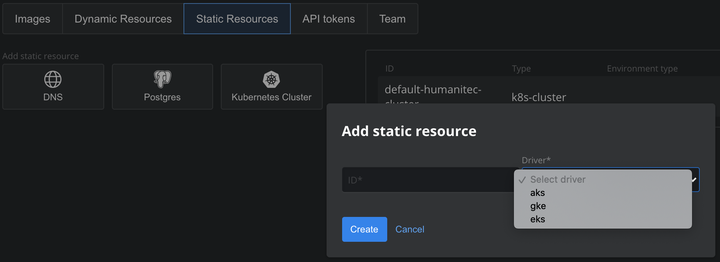 Images
Dynamic Resources
Static Resources
API tokens
Team
Add static resource
DNS
Postgres
Kubernetes Cluster
ID
Type
Environment type
default-humanitec-
cluster
k8s-cluster
Add static resource
Driver*
ID*
✓ Select driver
aks
gke
eks
Create
Cancel